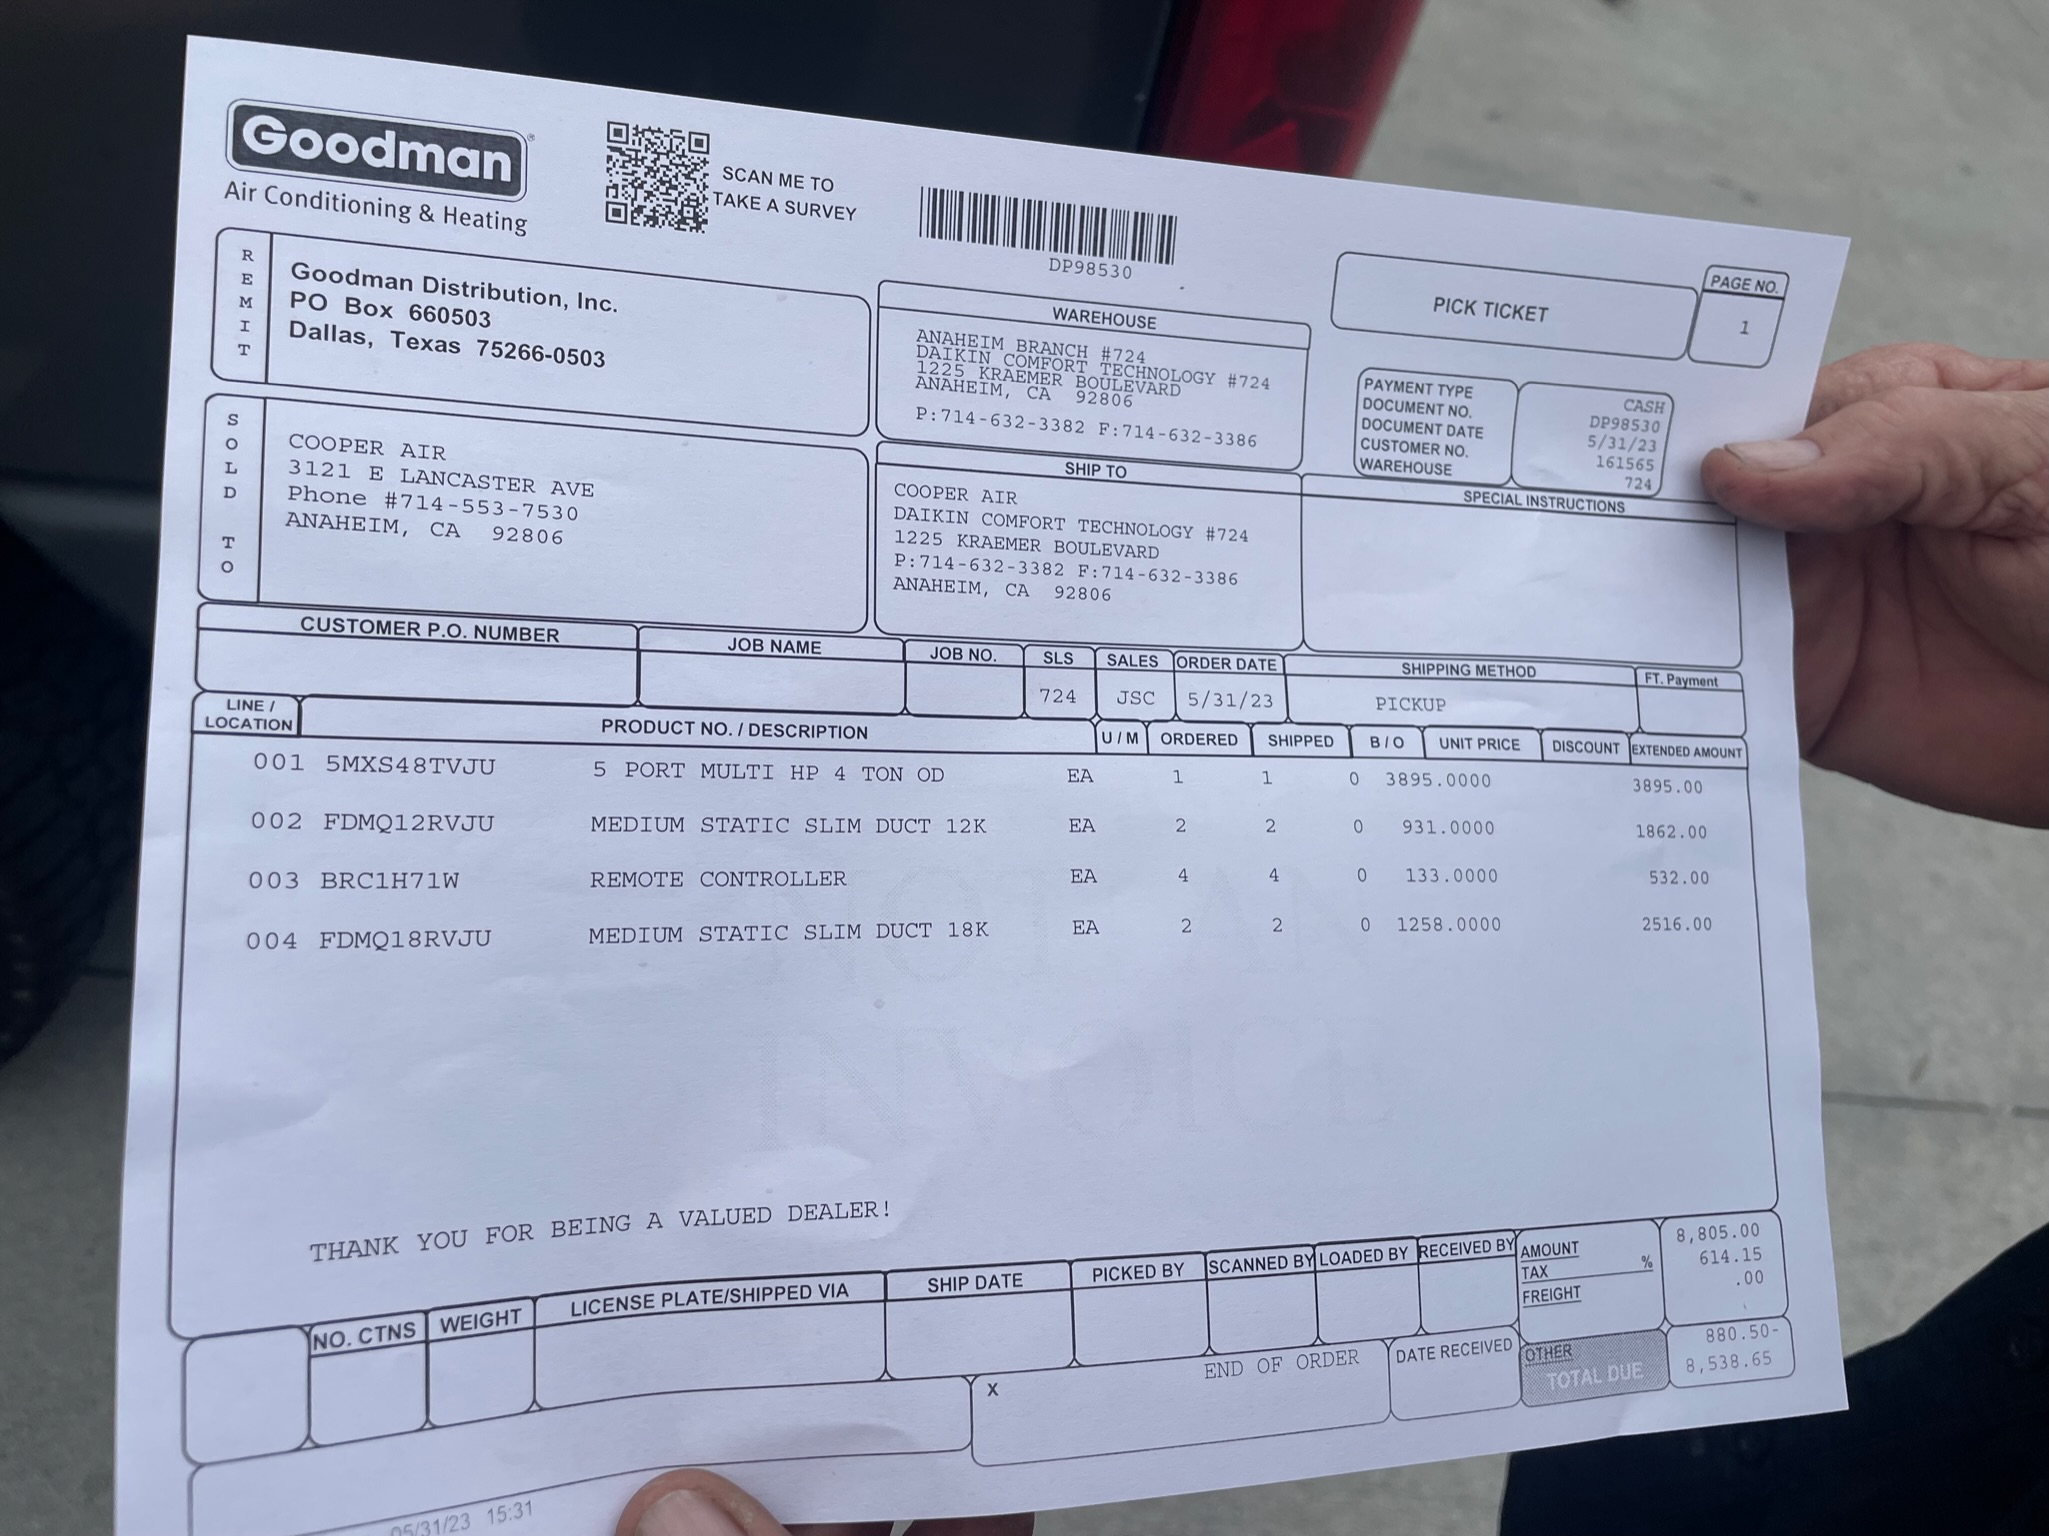 Goodman
Air Conditioning & Heating
SCAN ME TO
TAKE A SURVEY
DP98530
PICK TICKET
PAGE NO.
1
REMIT
Goodman Distribution, Inc.
PO Box 660503
Dallas, Texas 75266-0503
WAREHOUSE
ANAHEIM BRANCH #724
DAIKIN COMFORT TECHNOLOGY #724
1225 KRAEMER BOULEVARD
ANAHEIM, CA 92806
P:714-632-3382 F:714-632-3386
PAYMENT TYPE CASH
DOCUMENT NO. DP98530
DOCUMENT DATE 5/31/23
CUSTOMER NO. 161565
WAREHOUSE 724
SOLD TO
COOPER AIR
3121 E LANCASTER AVE
Phone #714-553-7530
ANAHEIM, CA 92806
SHIP TO
COOPER AIR
DAIKIN COMFORT TECHNOLOGY #724
1225 KRAEMER BOULEVARD
P:714-632-3382 F:714-632-3386
ANAHEIM, CA 92806
SPECIAL INSTRUCTIONS
CUSTOMER P.O. NUMBER JOB NAME JOB NO. SLS SALES ORDER DATE SHIPPING METHOD FT. Payment
724 JSC 5/31/23 PICKUP
LINE / LOCATION PRODUCT NO. / DESCRIPTION U / M ORDERED SHIPPED B / O UNIT PRICE DISCOUNT EXTENDED AMOUNT
001 5MXS48TVJU 5 PORT MULTI HP 4 TON OD EA 1 1 0 3895.0000 3895.00
002 FDMQ12RVJU MEDIUM STATIC SLIM DUCT 12K EA 2 2 0 931.0000 1862.00
003 BRC1H71W REMOTE CONTROLLER EA 4 4 0 133.0000 532.00
004 FDMQ18RVJU MEDIUM STATIC SLIM DUCT 18K EA 2 2 0 1258.0000 2516.00
NOT AN
INVOICE
THANK YOU FOR BEING A VALUED DEALER!
NO. CTNS WEIGHT LICENSE PLATE/SHIPPED VIA SHIP DATE PICKED BY SCANNED BY LOADED BY RECEIVED BY
AMOUNT 8,805.00
TAX % 614.15
FREIGHT .00
OTHER 880.50-
TOTAL DUE 8,538.65
X
END OF ORDER
DATE RECEIVED
05/31/23 15:31